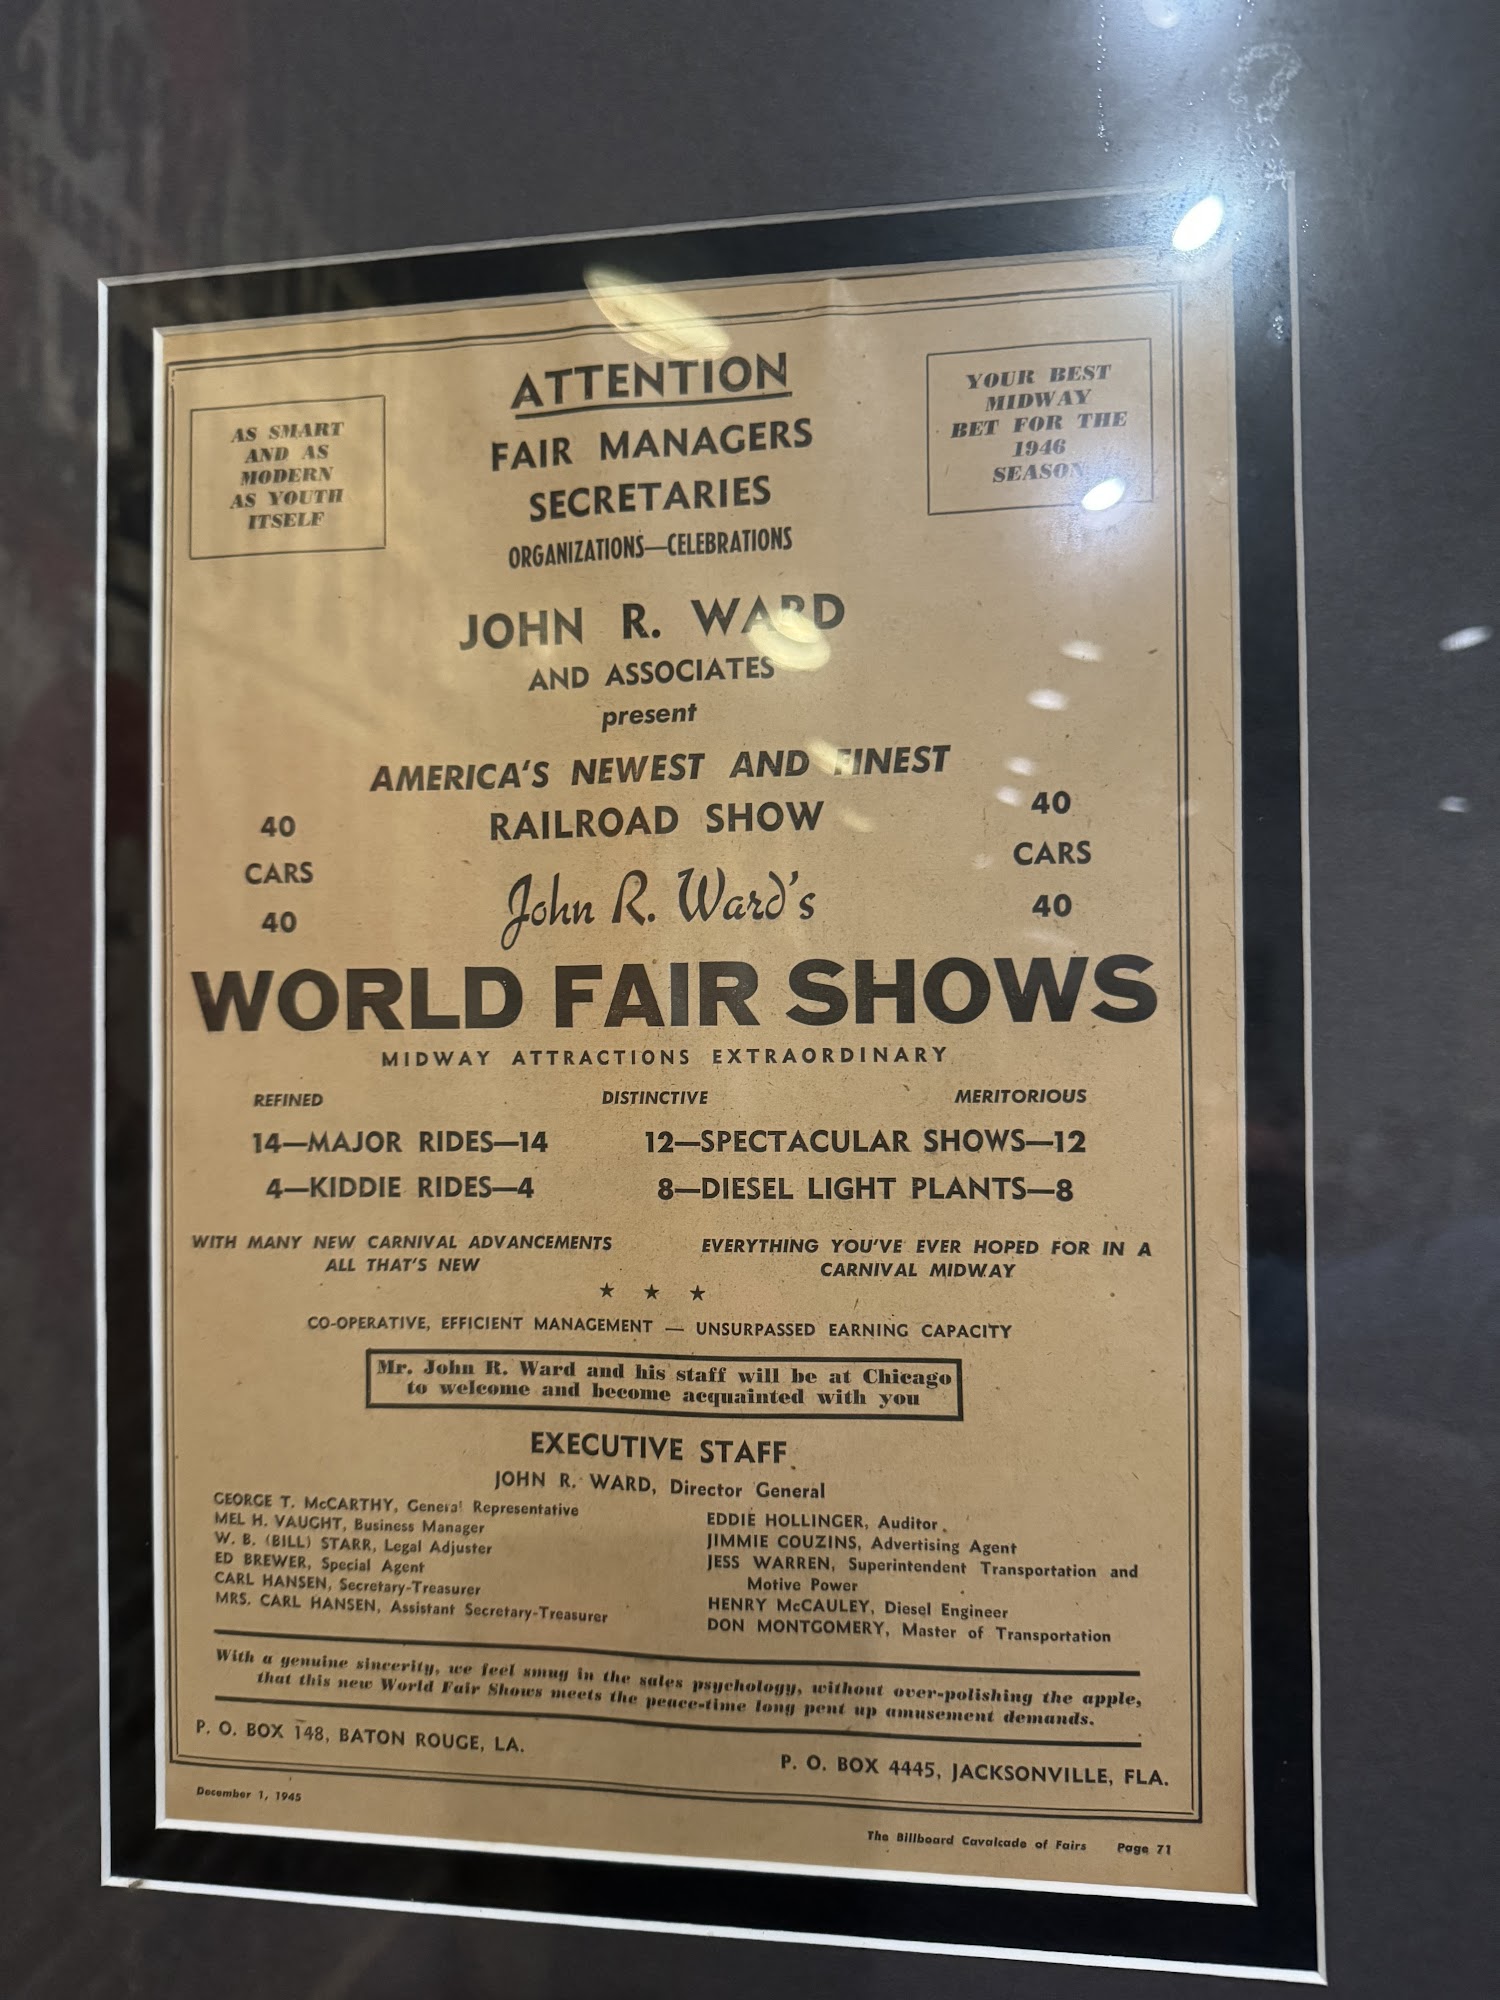 ATTENTION
FAIR MANAGERS
SECRETARIES
ORGANIZATIONS—CELEBRATIONS
AS SMART
AND AS
MODERN
AS YOUTH
ITSELF
YOUR BEST
MIDWAY
BET FOR THE
1946
SEASON
JOHN R. WARD
AND ASSOCIATES
present
AMERICA'S NEWEST AND FINEST
RAILROAD SHOW
40
CARS
40
40
CARS
40
John R. Ward's
WORLD FAIR SHOWS
MIDWAY ATTRACTIONS EXTRAORDINARY
REFINED DISTINCTIVE MERITORIOUS
14—MAJOR RIDES—14 12—SPECTACULAR SHOWS—12
4—KIDDIE RIDES—4 8—DIESEL LIGHT PLANTS—8
WITH MANY NEW CARNIVAL ADVANCEMENTS
ALL THAT'S NEW
EVERYTHING YOU'VE EVER HOPED FOR IN A
CARNIVAL MIDWAY
★ ★ ★
CO-OPERATIVE, EFFICIENT MANAGEMENT — UNSURPASSED EARNING CAPACITY
Mr. John R. Ward and his staff will be at Chicago
to welcome and become acquainted with you
EXECUTIVE STAFF
JOHN R. WARD, Director General
GEORGE T. McCARTHY, General Representative
MEL H. VAUGHT, Business Manager
W. B. (BILL) STARR, Legal Adjuster
ED BREWER, Special Agent
CARL HANSEN, Secretary-Treasurer
MRS. CARL HANSEN, Assistant Secretary-Treasurer
EDDIE HOLLINGER, Auditor
JIMMIE COUZINS, Advertising Agent
JESS WARREN, Superintendent Transportation and
Motive Power
HENRY McCAULEY, Diesel Engineer
DON MONTGOMERY, Master of Transportation
With a genuine sincerity, we feel smug in the sales psychology, without over-polishing the apple,
that this new World Fair Shows meets the peace-time long pent up amusement demands.
P. O. BOX 148, BATON ROUGE, LA.
P. O. BOX 4445, JACKSONVILLE, FLA.
December 1, 1945
The Billboard Cavalcade of Fairs Page 71